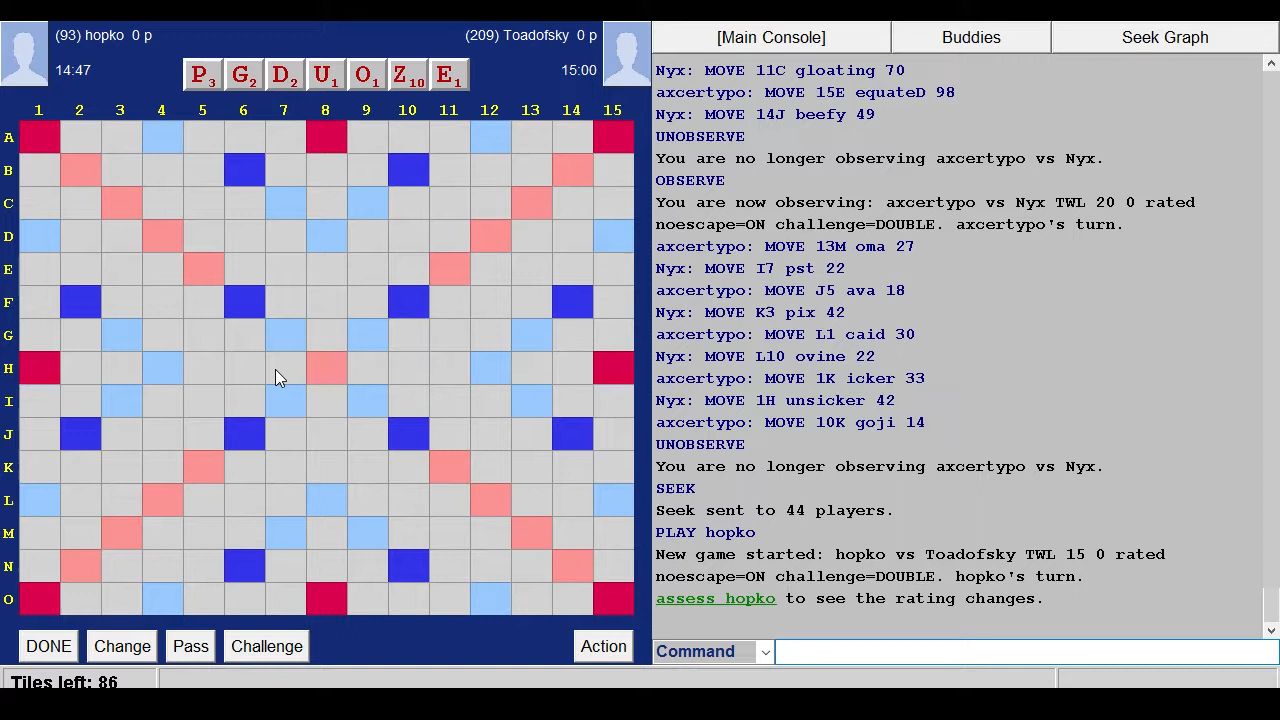 (93) hopko 0 p
(209) Toadofsky 0 p
14:47
P3 G2 D2 U1 O1 Z10 E1
15:00
1 2 3 4 5 6 7 8 9 10 11 12 13 14 15
A
B
C
D
E
F
G
H
I
J
K
L
M
N
O
DONE Change Pass Challenge Action
Tiles left: 86
[Main Console] Buddies Seek Graph
Nyx: MOVE 11C gloating 70
axcertypo: MOVE 15E equateD 98
Nyx: MOVE 14J beefy 49
UNOBSERVE
You are no longer observing axcertypo vs Nyx.
OBSERVE
You are now observing: axcertypo vs Nyx TWL 20 0 rated
noescape=ON challenge=DOUBLE. axcertypo's turn.
axcertypo: MOVE 13M oma 27
Nyx: MOVE I7 pst 22
axcertypo: MOVE J5 ava 18
Nyx: MOVE K3 pix 42
axcertypo: MOVE L1 caid 30
Nyx: MOVE L10 ovine 22
axcertypo: MOVE 1K icker 33
Nyx: MOVE 1H unsicker 42
axcertypo: MOVE 10K goji 14
UNOBSERVE
You are no longer observing axcertypo vs Nyx.
SEEK
Seek sent to 44 players.
PLAY hopko
New game started: hopko vs Toadofsky TWL 15 0 rated
noescape=ON challenge=DOUBLE. hopko's turn.
assess hopko to see the rating changes.
Command